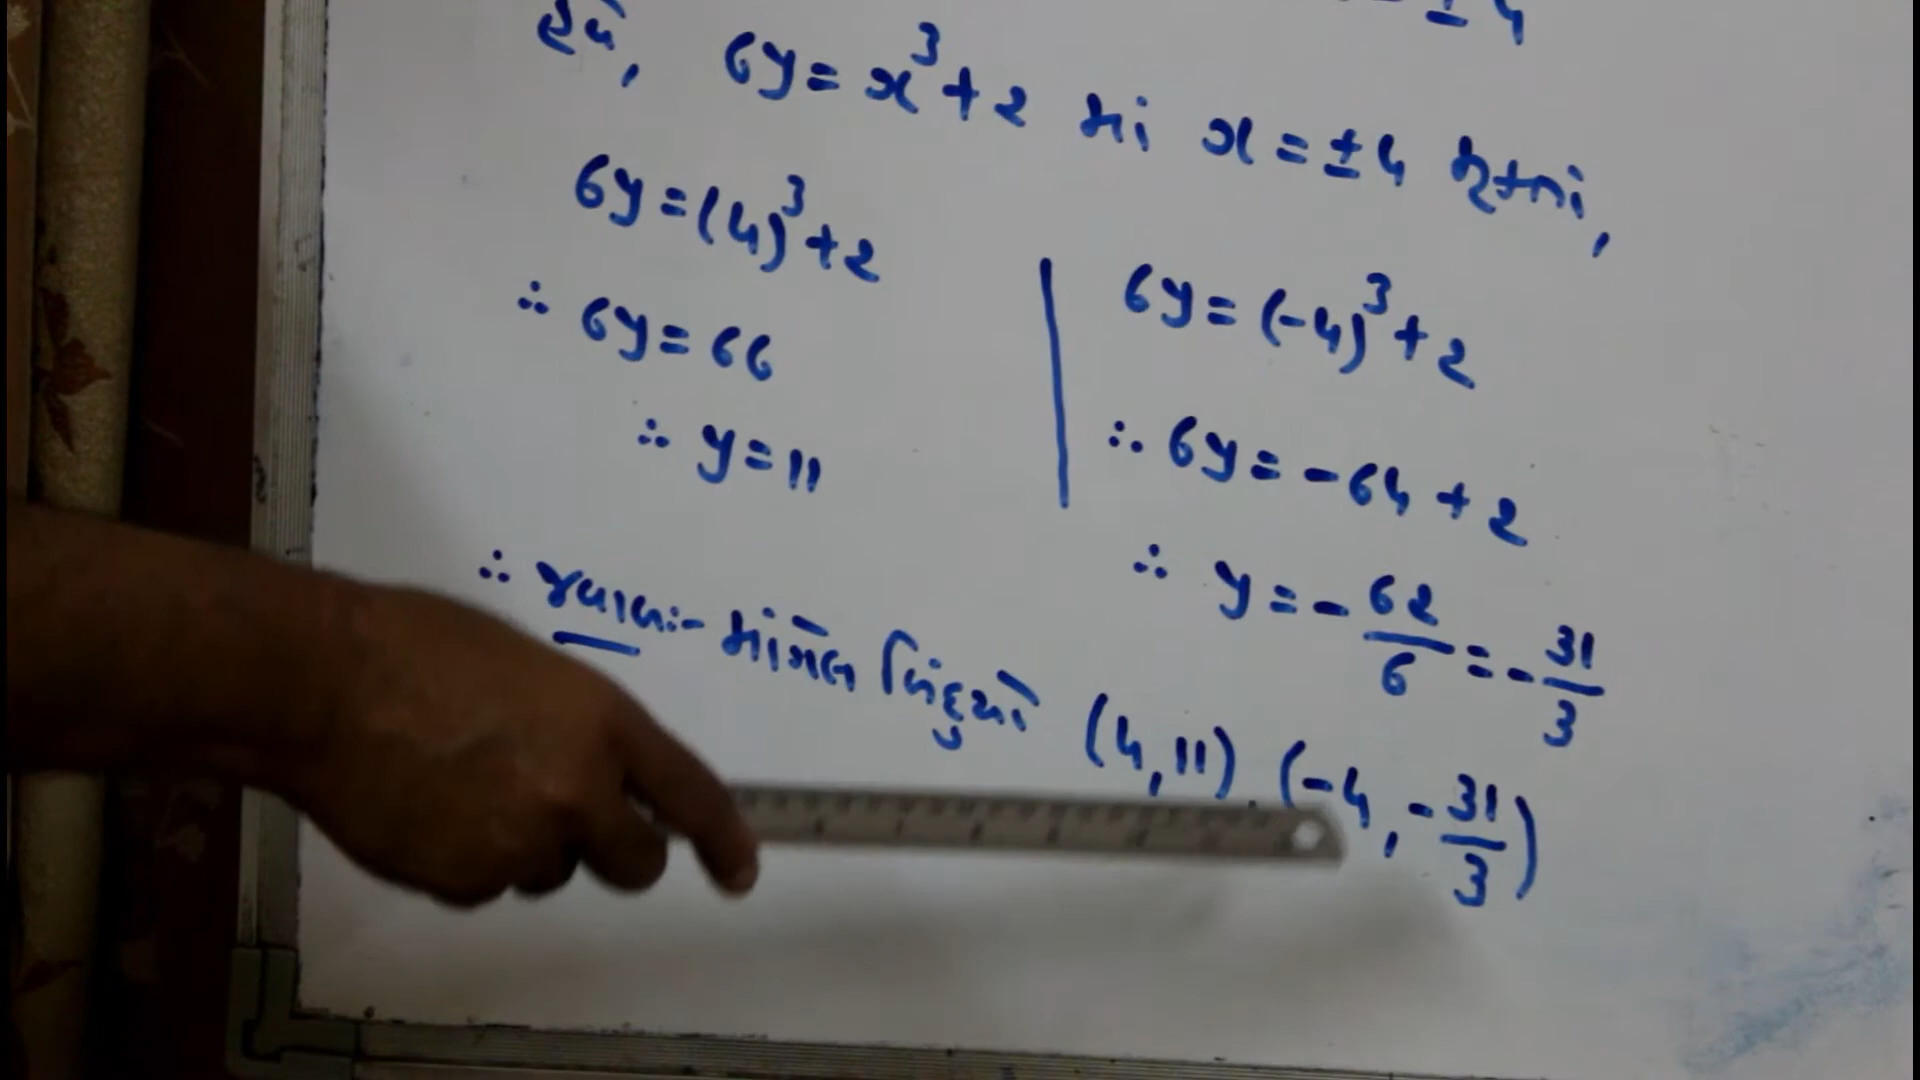 = ± 4
હવે, 6y = x³ + 2 માં x = ±4 મૂકતાં,
6y = (4)³ + 2
∴ 6y = 66
∴ y = 11
6y = (-4)³ + 2
∴ 6y = -64 + 2
∴ y = -62/6 = -31/3
∴ જવાબ:- માંગેલ બિંદુઓ (4, 11) (-4, -31/3)